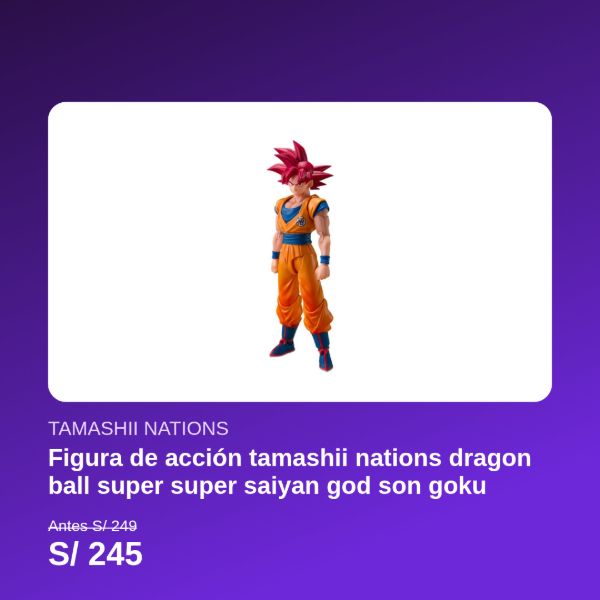 TAMASHII NATIONS
Figura de acción tamashii nations dragon
ball super super saiyan god son goku
Antes S/ 249
S/ 245